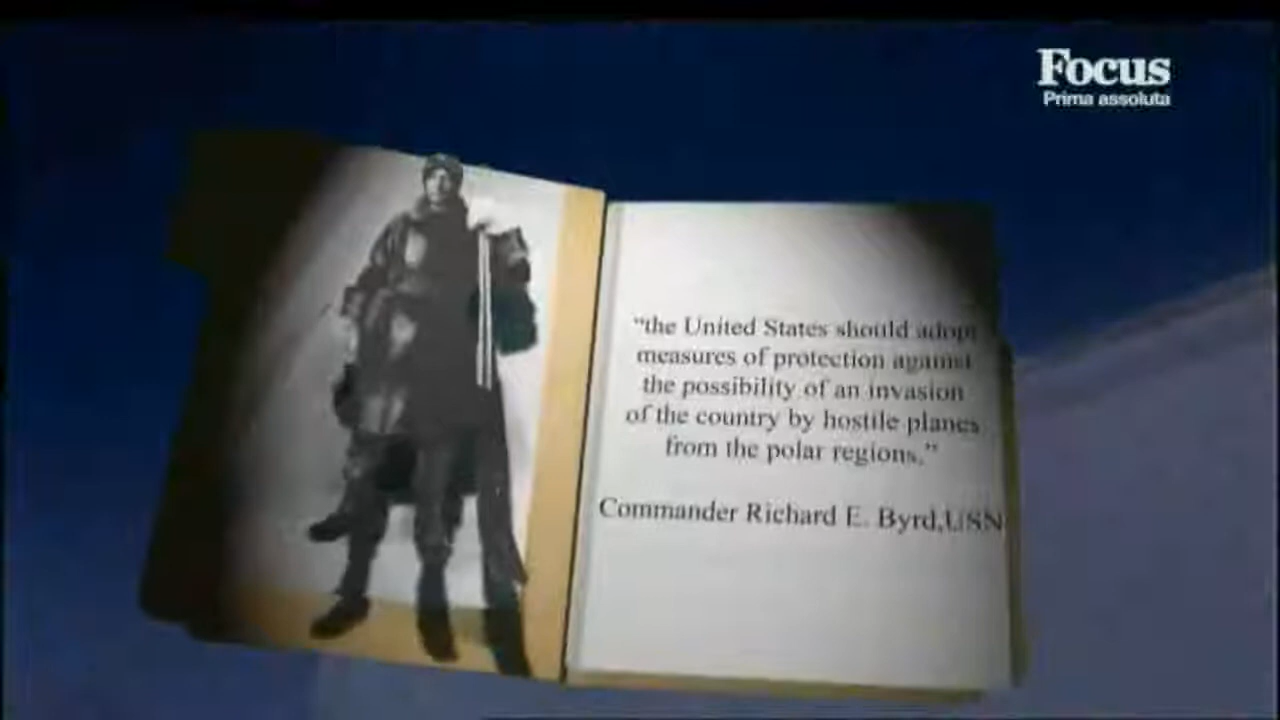 Focus
Prima assoluta
"the United States should adopt
measures of protection against
the possibility of an invasion
of the country by hostile planes
from the polar regions."
Commander Richard E. Byrd,USN